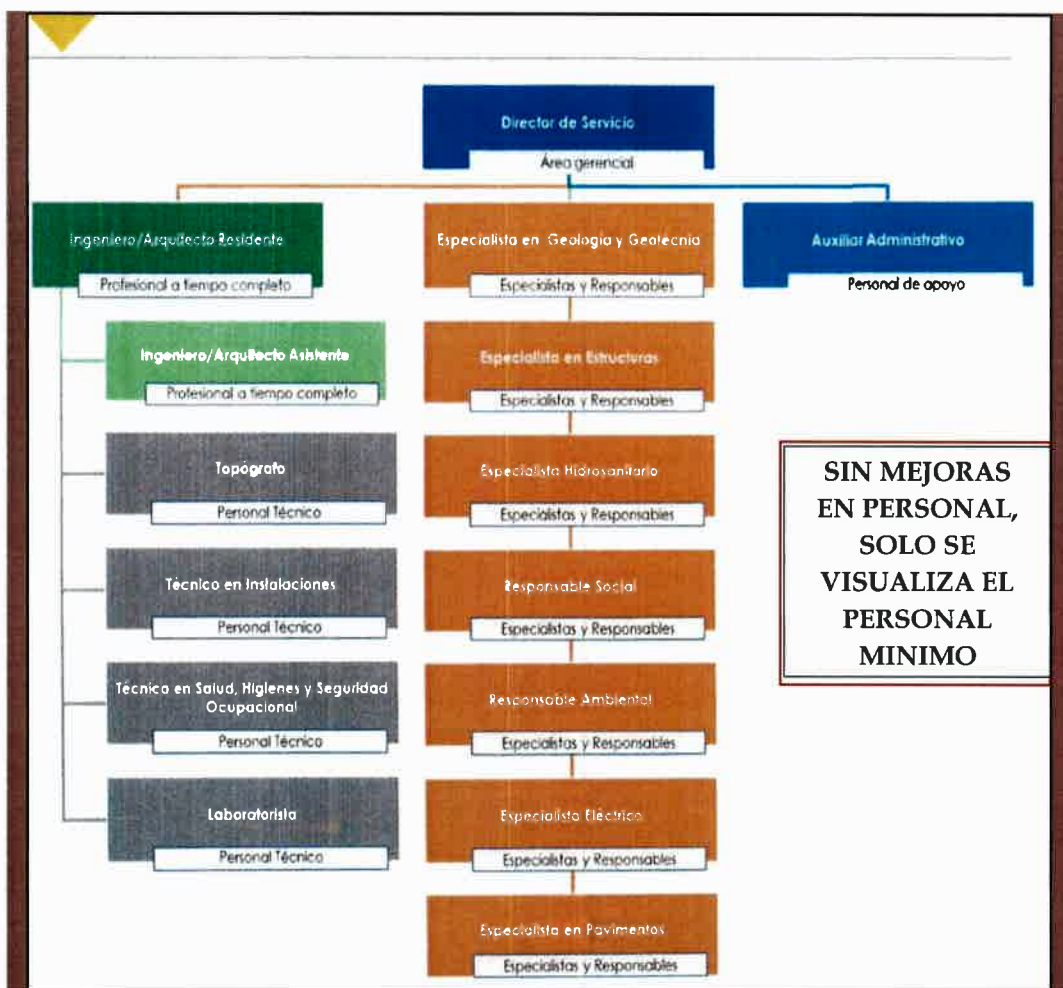 Director de Servicio
Área gerencial
Ingeniero/Arquitecto Residente
Profesional a tiempo completo
Especialista en Geología y Geotecnia
Especialistas y Responsables
Auxiliar Administrativo
Personal de apoyo
Ingeniero/Arquitecto Asistente
Profesional a tiempo completo
Especialista en Estructuras
Especialistas y Responsables
Topógrafo
Personal Técnico
Especialista Hidrosanitario
Especialistas y Responsables
SIN MEJORAS
EN PERSONAL,
SOLO SE
VISUALIZA EL
PERSONAL
MINIMO
Técnico en Instalaciones
Personal Técnico
Responsable Social
Especialistas y Responsables
Técnico en Salud, Higienes y Seguridad
Ocupacional
Personal Técnico
Responsable Ambiental
Especialistas y Responsables
Laboratorista
Personal Técnico
Especialista Eléctrico
Especialistas y Responsables
Especialista en Pavimentos
Especialistas y Responsables